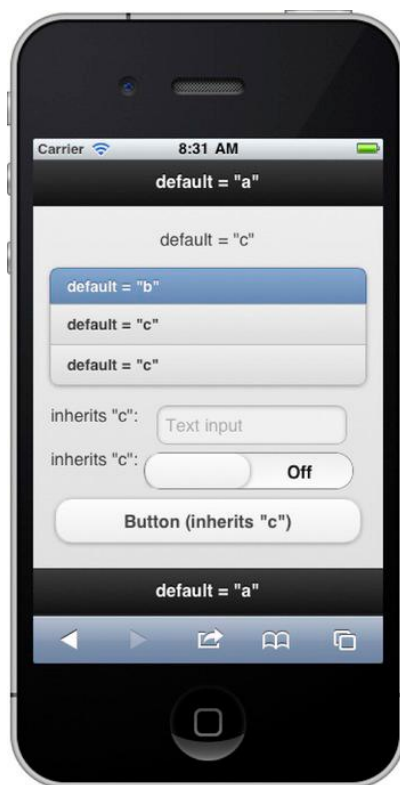 Carrier 8:31 AM
default = "a"
default = "c"
default = "b"
default = "c"
default = "c"
inherits "c": Text input
inherits "c": Off
Button (inherits "c")
default = "a"